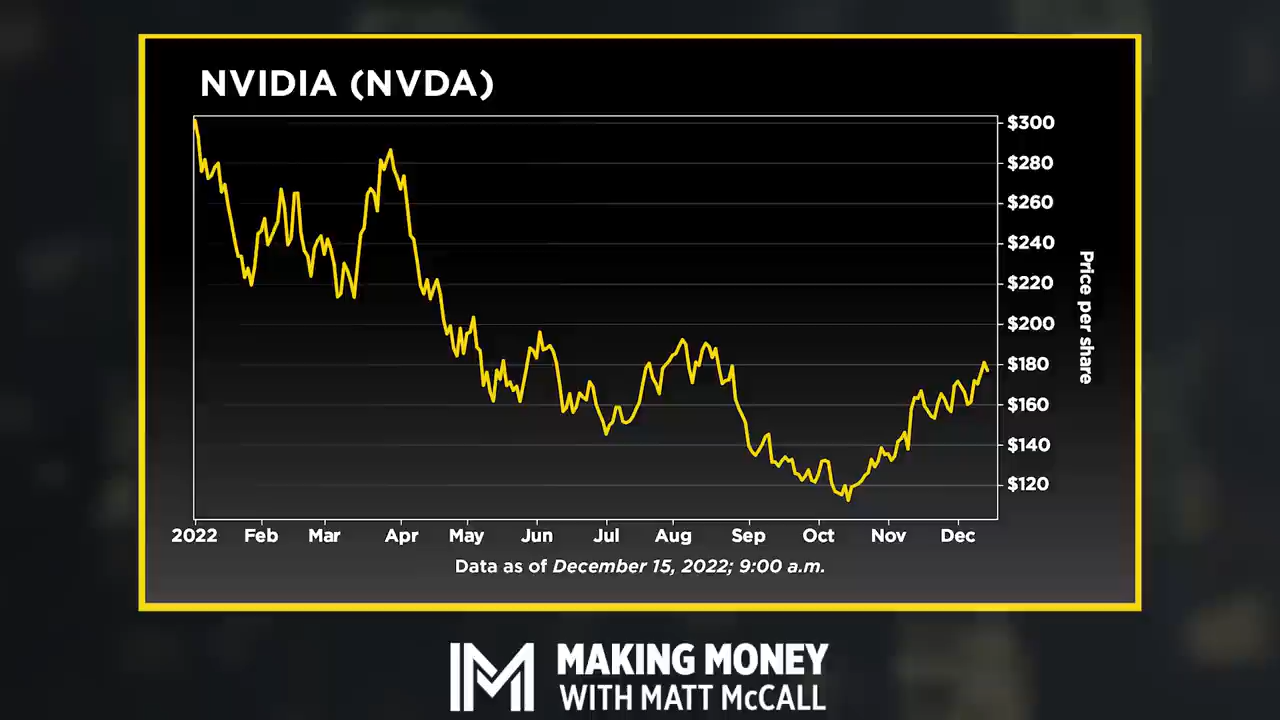 NVIDIA (NVDA)
$300
$280
$260
$240
$220
$200
$180
$160
$140
$120
Price per share
2022 Feb Mar Apr May Jun Jul Aug Sep Oct Nov Dec
Data as of December 15, 2022; 9:00 a.m.
MM MAKING MONEY
WITH MATT McCALL